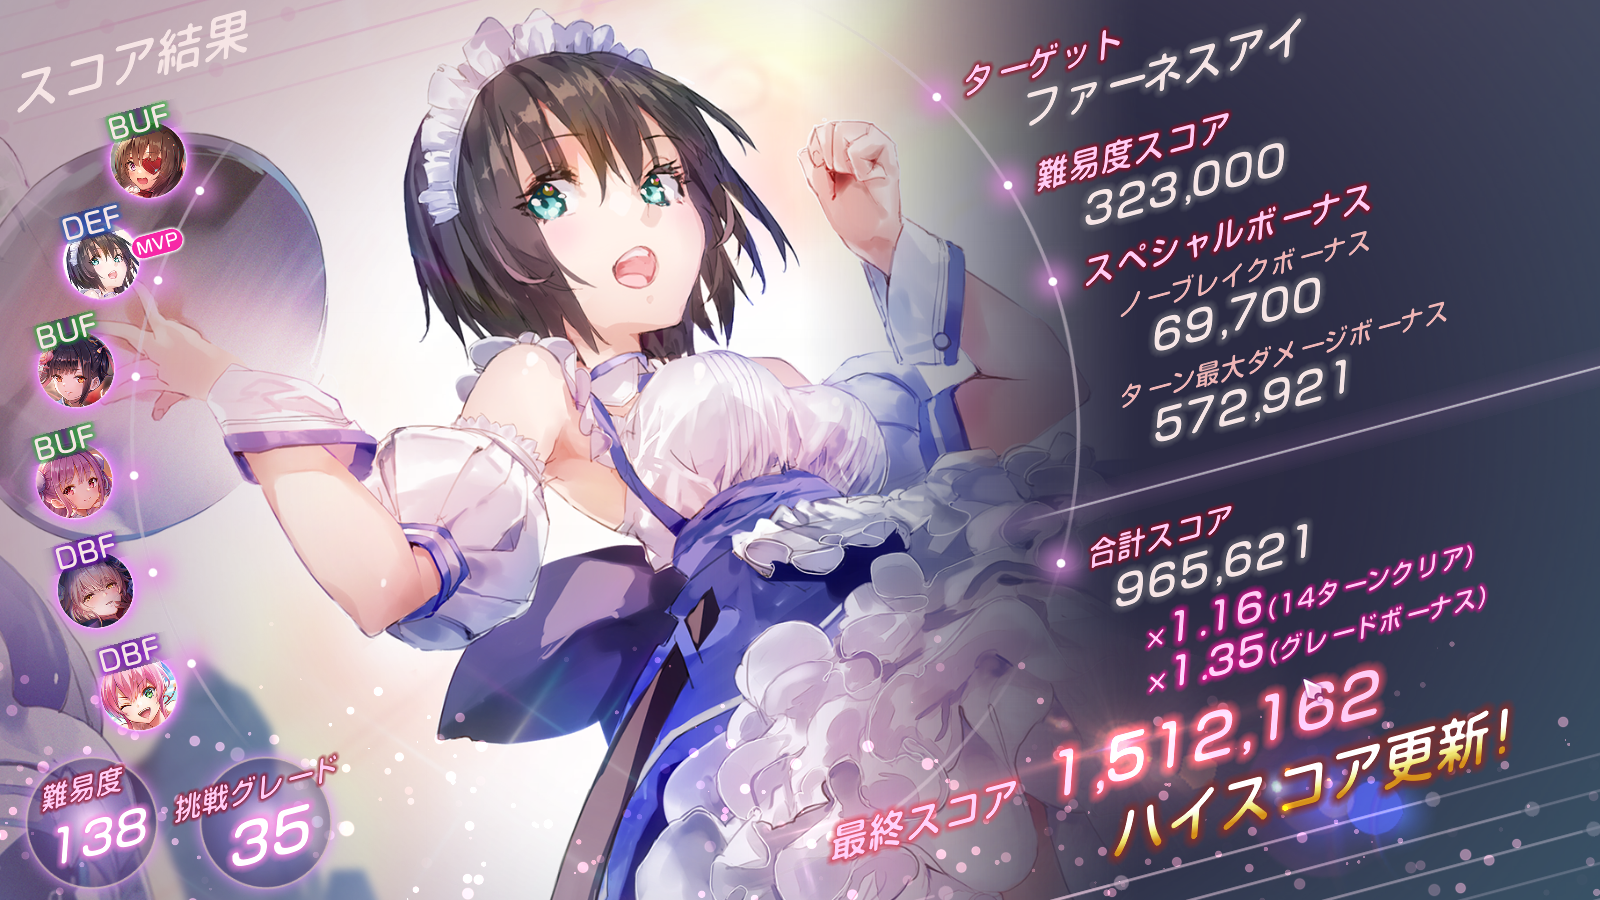 スコア結果
BUF
DEF
MVP
BUF
BUF
DBF
DBF
難易度
138
挑戦グレード
35
ターゲット
ファーネスアイ
難易度スコア
323,000
スペシャルボーナス
ノーブレイクボーナス
69,700
ターン最大ダメージボーナス
572,921
合計スコア
965,621
×1.16(14ターンクリア)
×1.35(グレードボーナス)
最終スコア 1,512,162
ハイスコア更新!